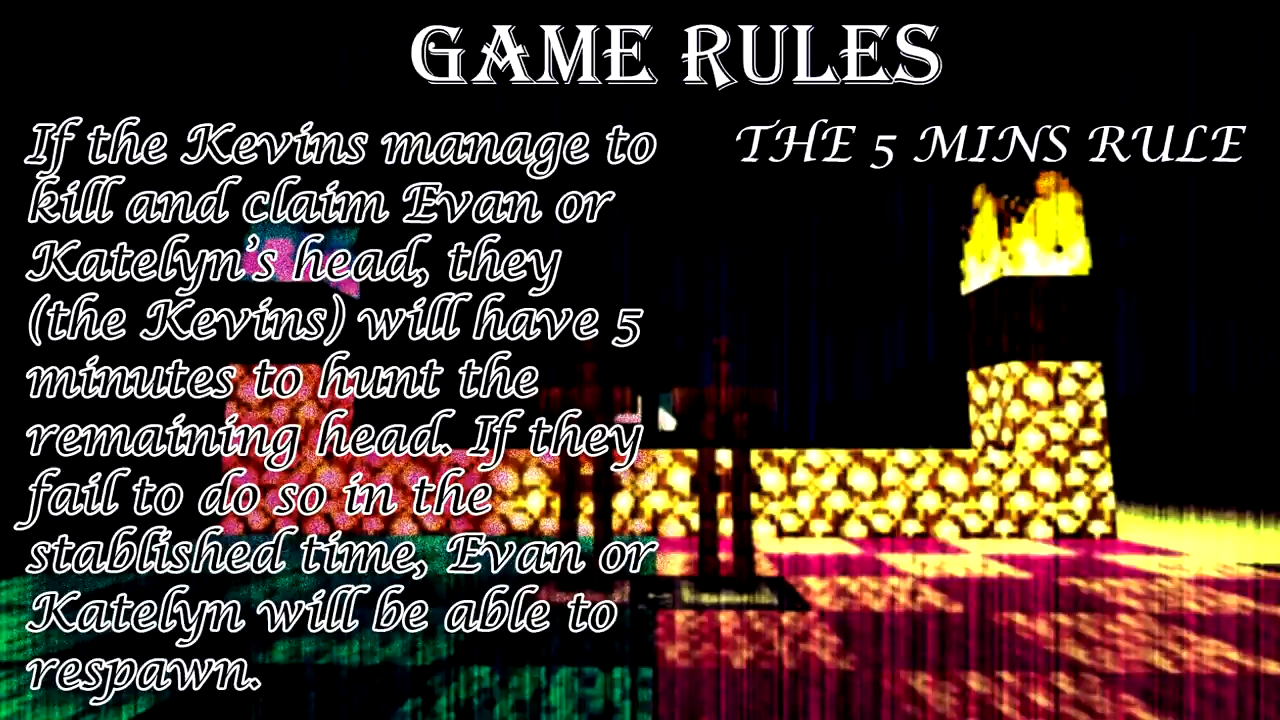 GAME RULES
If the Kevins manage to
kill and claim Evan or
Katelyn's head, they
(the Kevins) will have 5
minutes to hunt the
remaining head. If they
fail to do so in the
stablished time, Evan or
Katelyn will be able to
respawn.
THE 5 MINS RULE